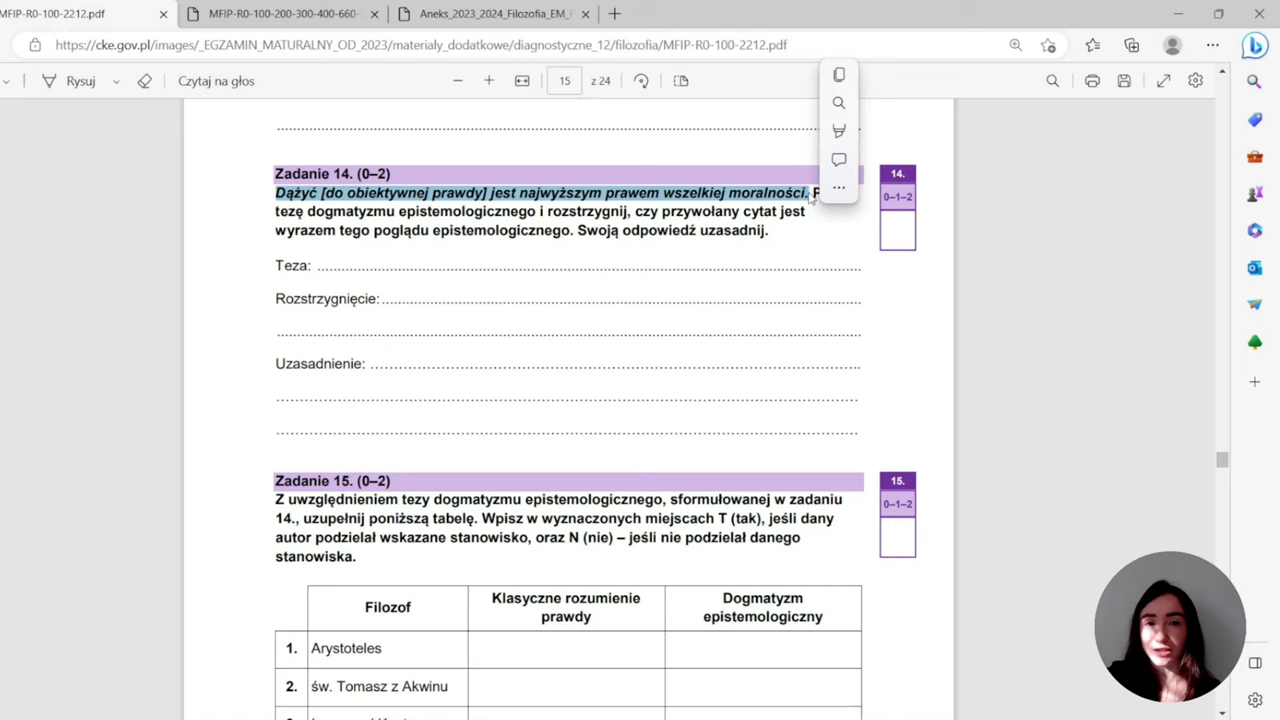 MFIP-R0-100-2212.pdf
MFIP-R0-100-200-300-400-660-
Aneks_2023_2024_Filozofia_EM_F
https://cke.gov.pl/images/_EGZAMIN_MATURALNY_OD_2023/materialy_dodatkowe/diagnostyczne_12/filozofia/MFIP-R0-100-2212.pdf
Rysuj
Czytaj na głos
15
z 24
Zadanie 14. (0–2)
Dążyć [do obiektywnej prawdy] jest najwyższym prawem wszelkiej moralności.
tezę dogmatyzmu epistemologicznego i rozstrzygnij, czy przywołany cytat jest
wyrazem tego poglądu epistemologicznego. Swoją odpowiedź uzasadnij.
14.
0–1–2
Teza:
Rozstrzygnięcie:
Uzasadnienie:
Zadanie 15. (0–2)
Z uwzględnieniem tezy dogmatyzmu epistemologicznego, sformułowanej w zadaniu
14., uzupełnij poniższą tabelę. Wpisz w wyznaczonych miejscach T (tak), jeśli dany
autor podzielał wskazane stanowisko, oraz N (nie) – jeśli nie podzielał danego
stanowiska.
15.
0–1–2
Filozof
Klasyczne rozumienie
prawdy
Dogmatyzm
epistemologiczny
1. Arystoteles
2. św. Tomasz z Akwinu